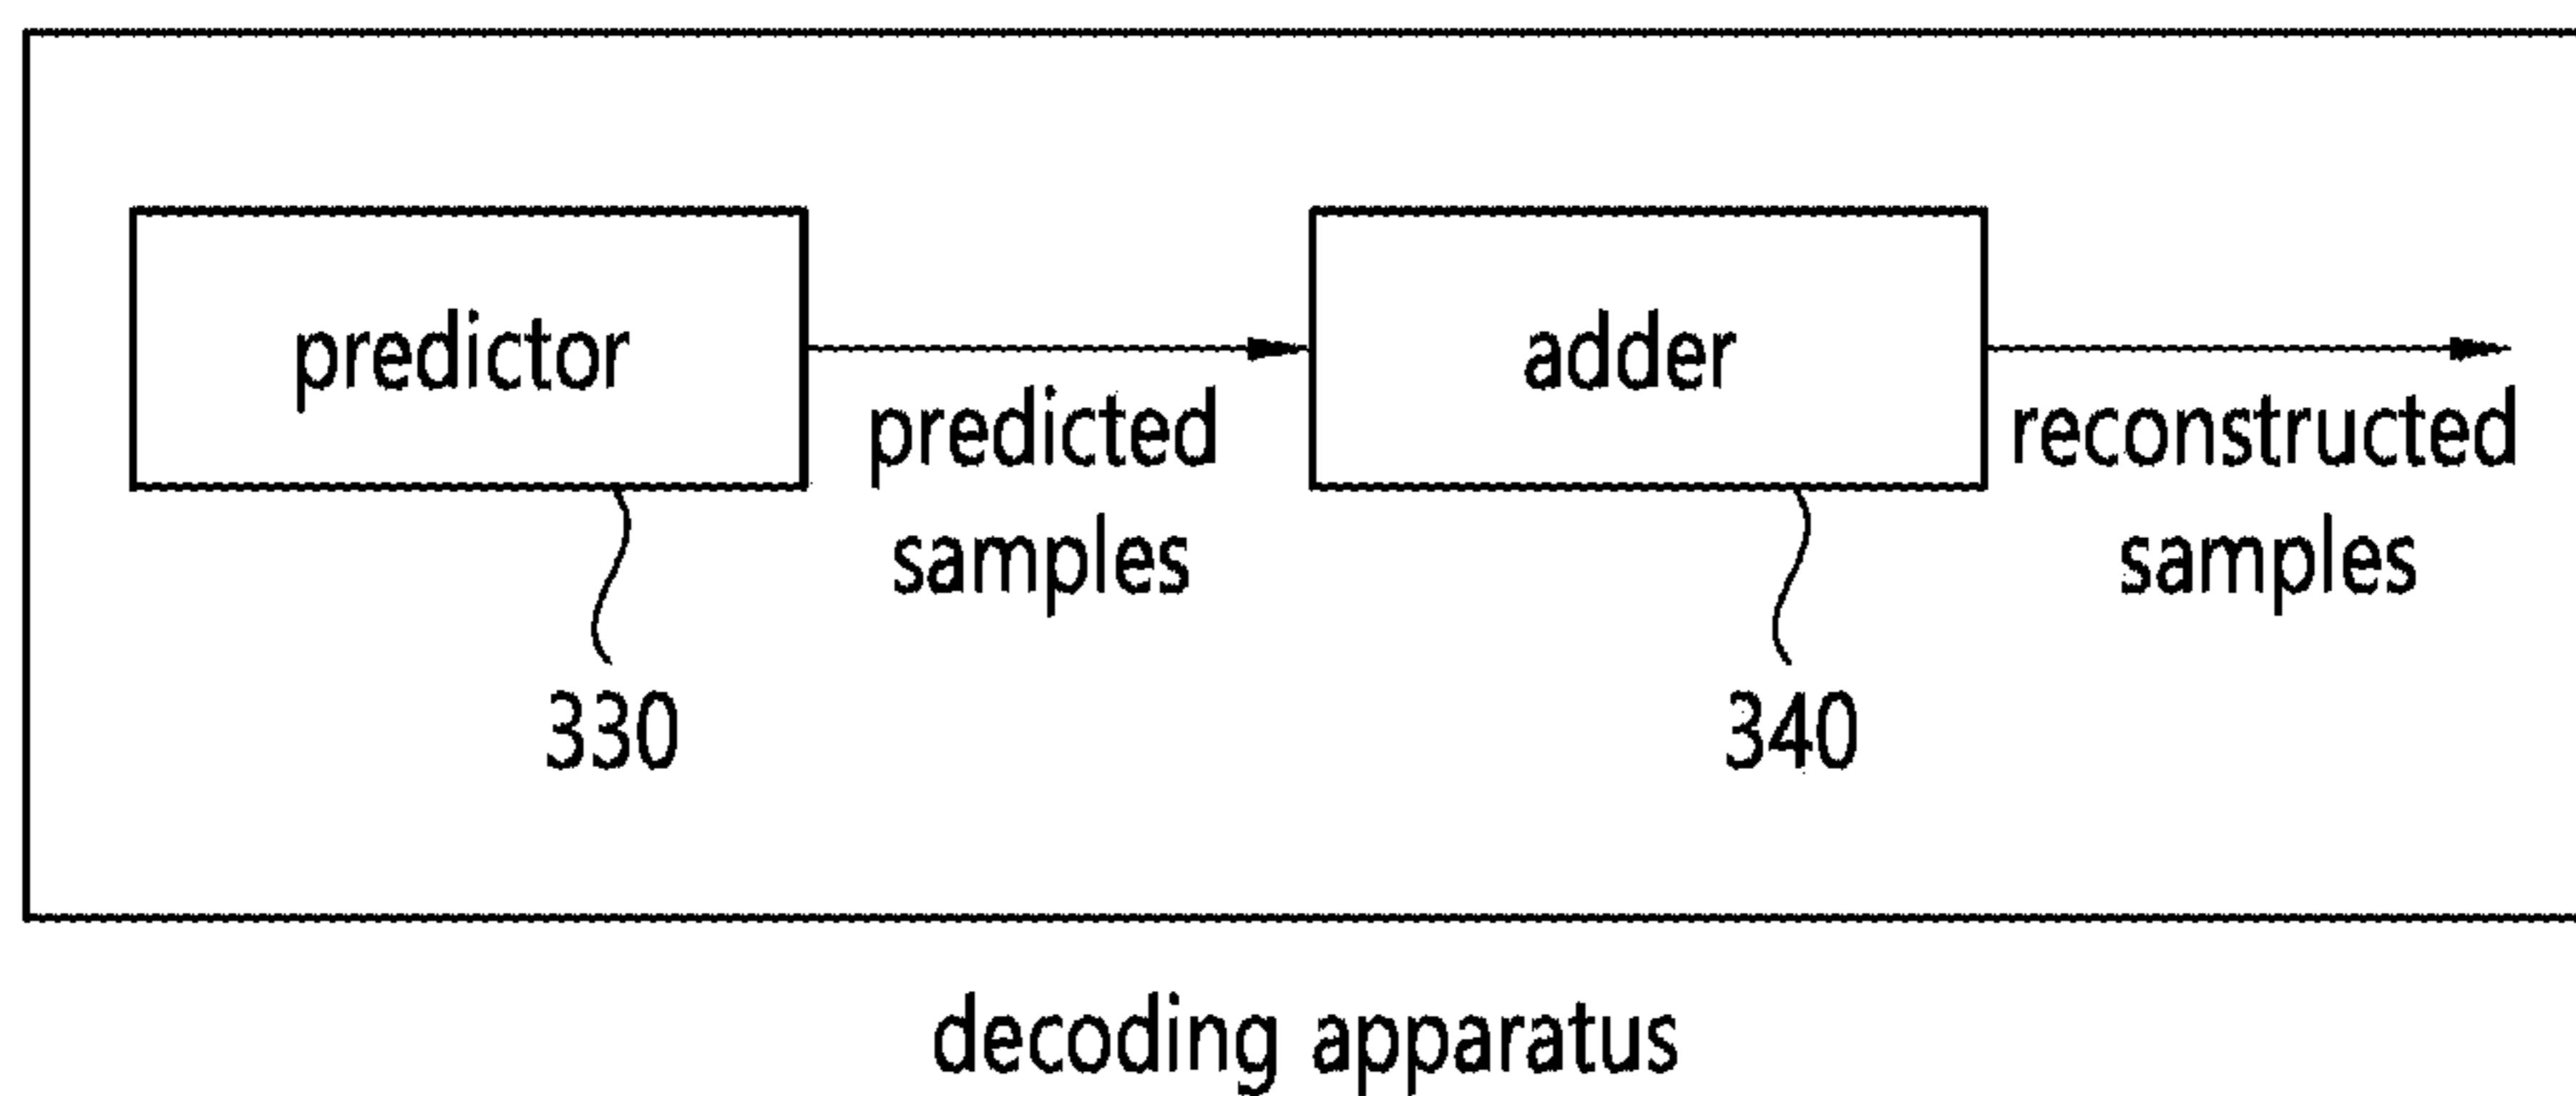 predictor
adder
predicted
samples
reconstructed
samples
330
340
decoding apparatus